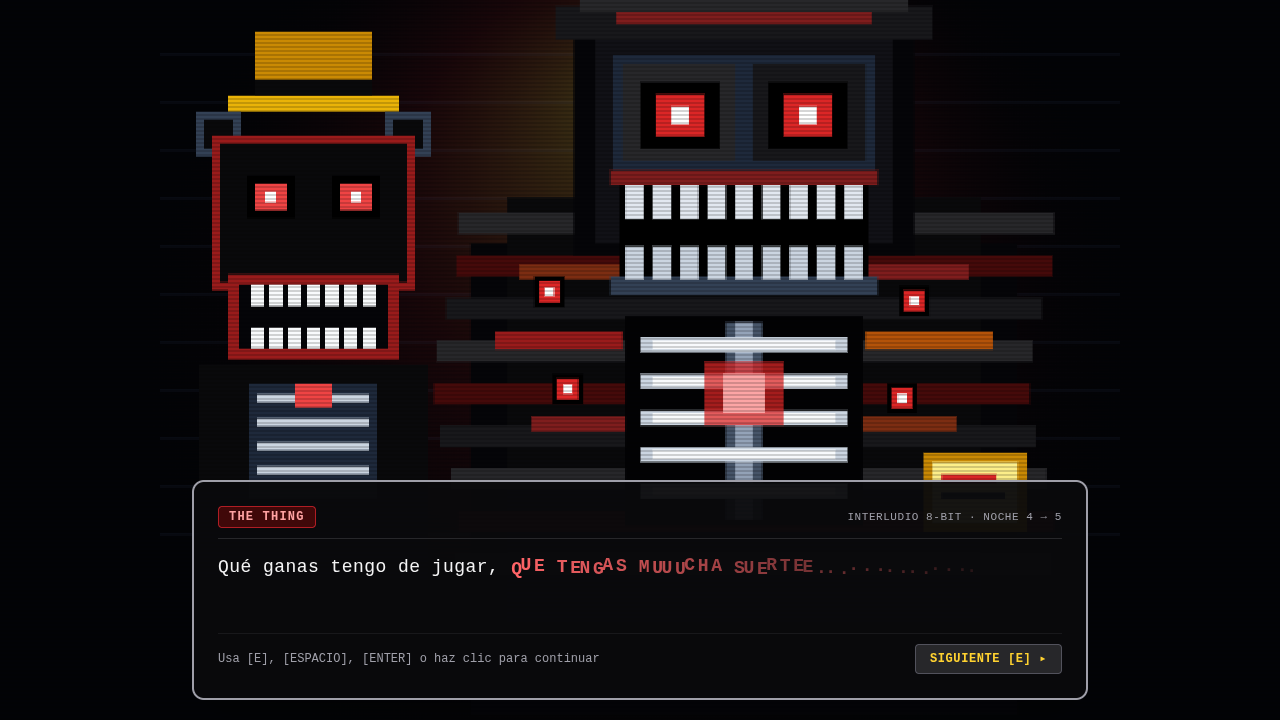 THE THING
INTERLUDIO 8-BIT · NOCHE 4 → 5
Qué ganas tengo de jugar, QUE TENGAS MUUUCHA SUERTE..............
Usa [E], [ESPACIO], [ENTER] o haz clic para continuar
SIGUIENTE [E] ▸